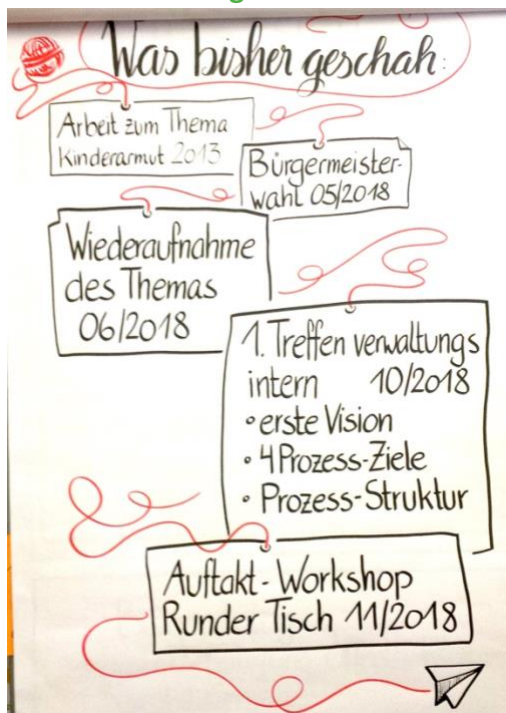 Was bisher geschah:
Arbeit zum Thema
Kinderarmut 2013
Bürgermeister-
wahl 05/2018
Wiederaufnahme
des Themas
06/2018
1. Treffen verwaltungs
intern 10/2018
• erste Vision
• 4 Prozess-Ziele
• Prozess-Struktur
Auftakt-Workshop
Runder Tisch 11/2018